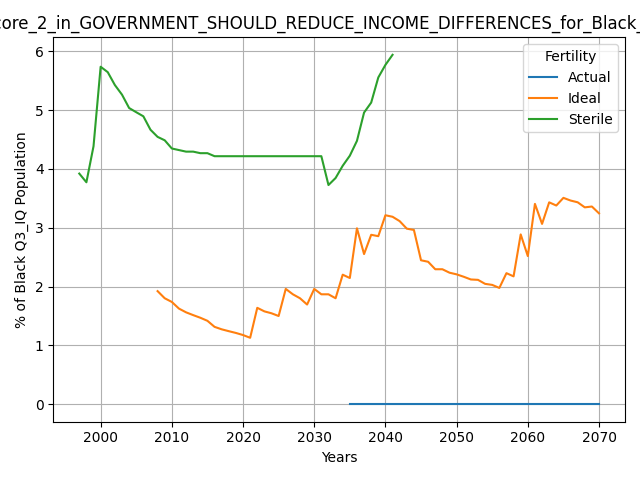 core_2_in_GOVERNMENT_SHOULD_REDUCE_INCOME_DIFFERENCES_for_Black_
Fertility
Actual
Ideal
Sterile
% of Black Q3_IQ Population
6
5
4
3
2
1
0
2000 2010 2020 2030 2040 2050 2060 2070
Years